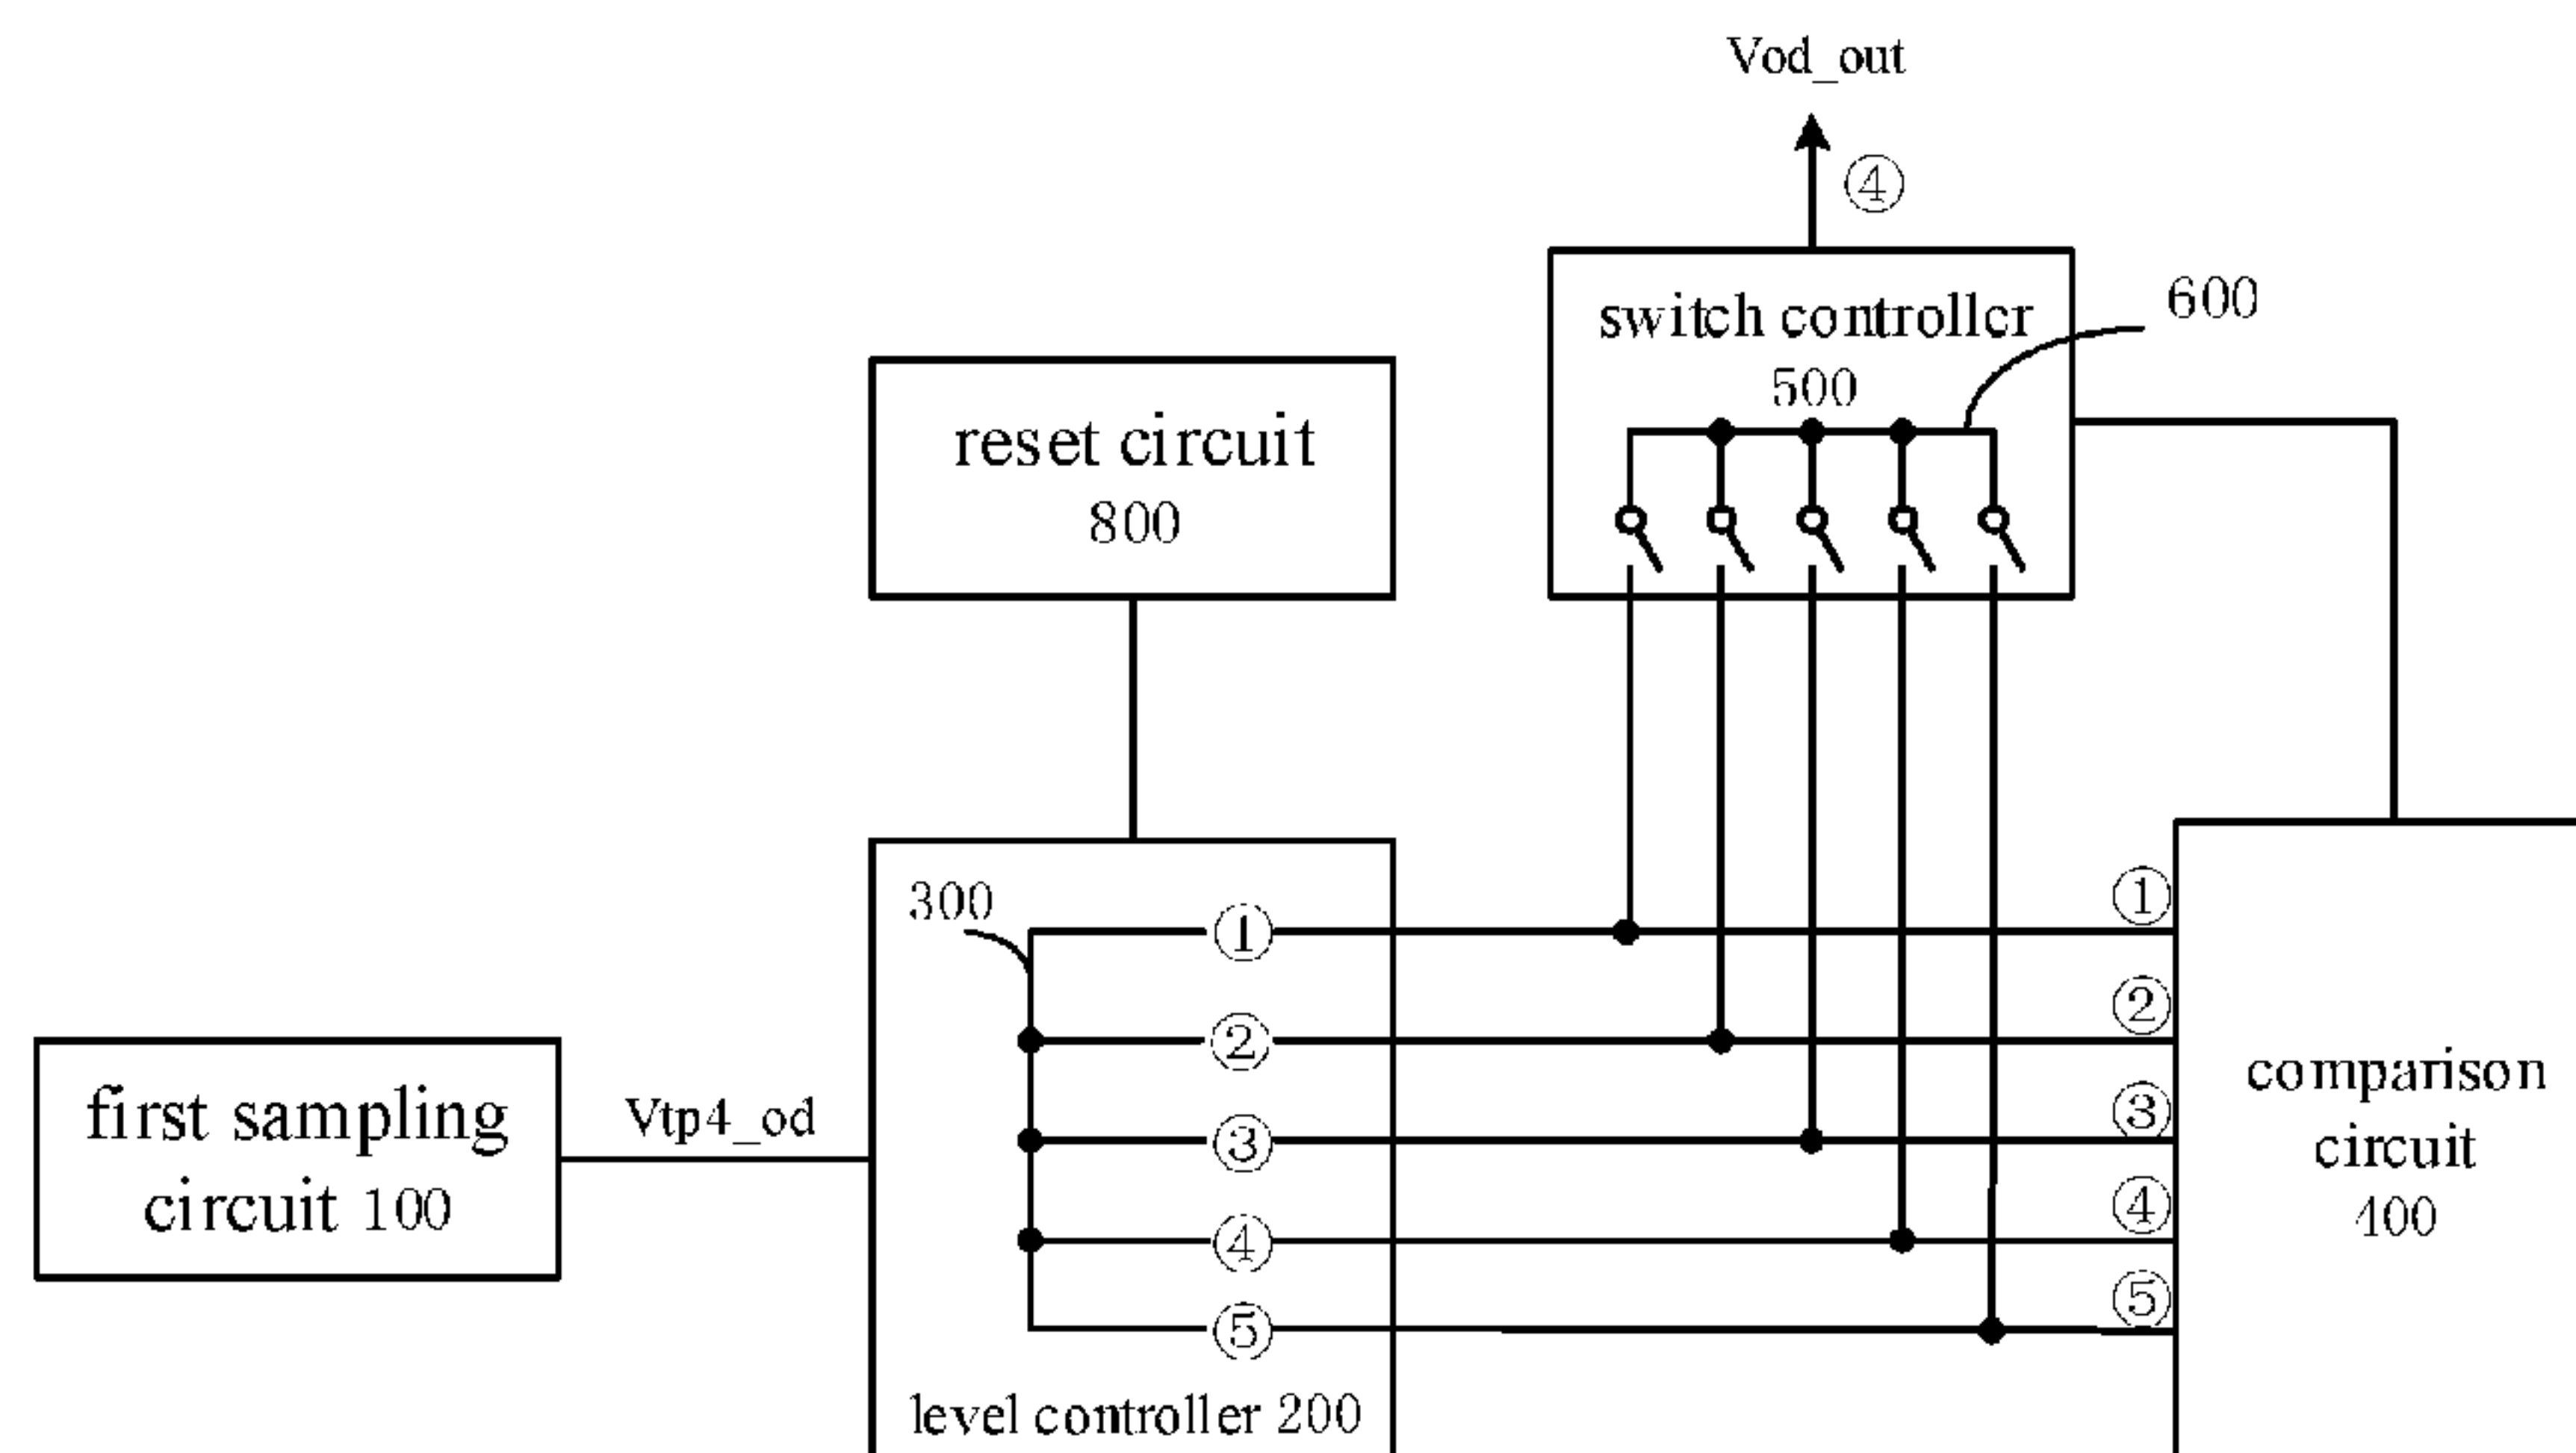 Vod_out
④
switch controller
500
600
reset circuit
800
300
①
②
③
④
⑤
level controller 200
first sampling
circuit 100
Vtp4_od
①
②
③
④
⑤
comparison
circuit
400